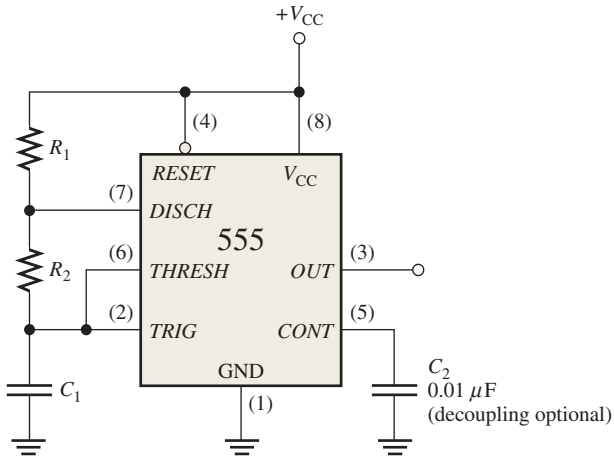 +V_CC
(4)
(8)
R_1
RESET
V_CC
(7)
DISCH
555
(6)
R_2
THRESH
OUT
(3)
(2)
TRIG
CONT
(5)
GND
C_1
(1)
C_2
0.01 μF
(decoupling optional)